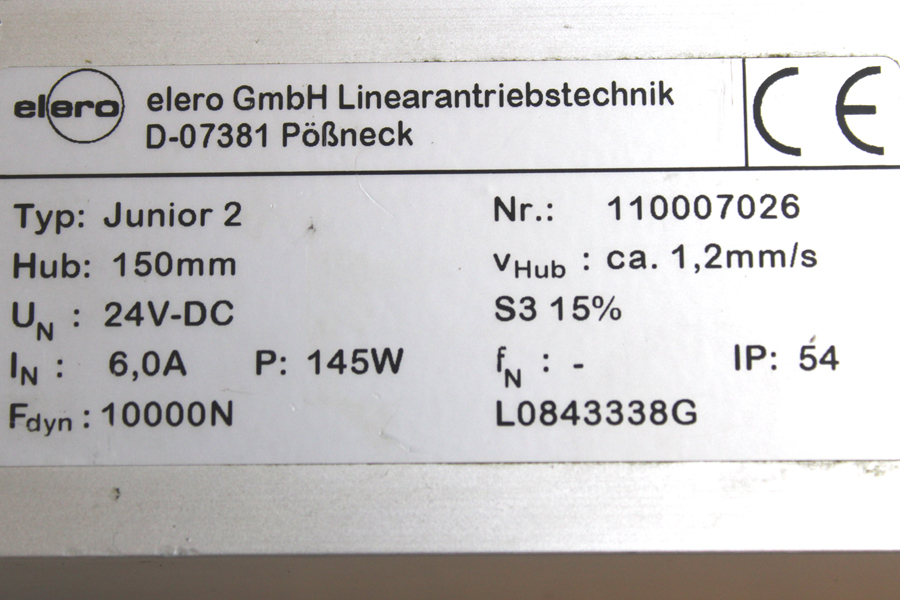 elero
elero GmbH Linearantriebstechnik
D-07381 Pößneck
CE
Typ: Junior 2
Nr.: 110007026
Hub: 150mm
vHub : ca. 1,2mm/s
UN : 24V-DC
S3 15%
IN : 6,0A P: 145W
fN : - IP: 54
Fdyn : 10000N
L0843338G